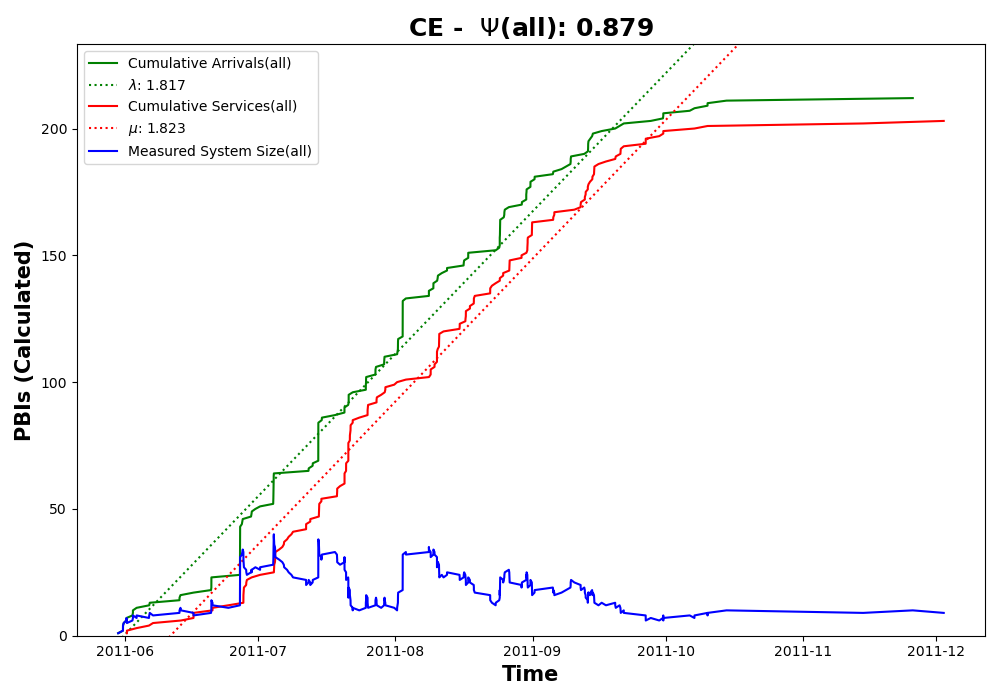 CE -  Ψ(all): 0.879
Cumulative Arrivals(all)
λ: 1.817
Cumulative Services(all)
μ: 1.823
Measured System Size(all)
PBIs (Calculated)
200
150
100
50
0
2011-06 2011-07 2011-08 2011-09 2011-10 2011-11 2011-12
Time